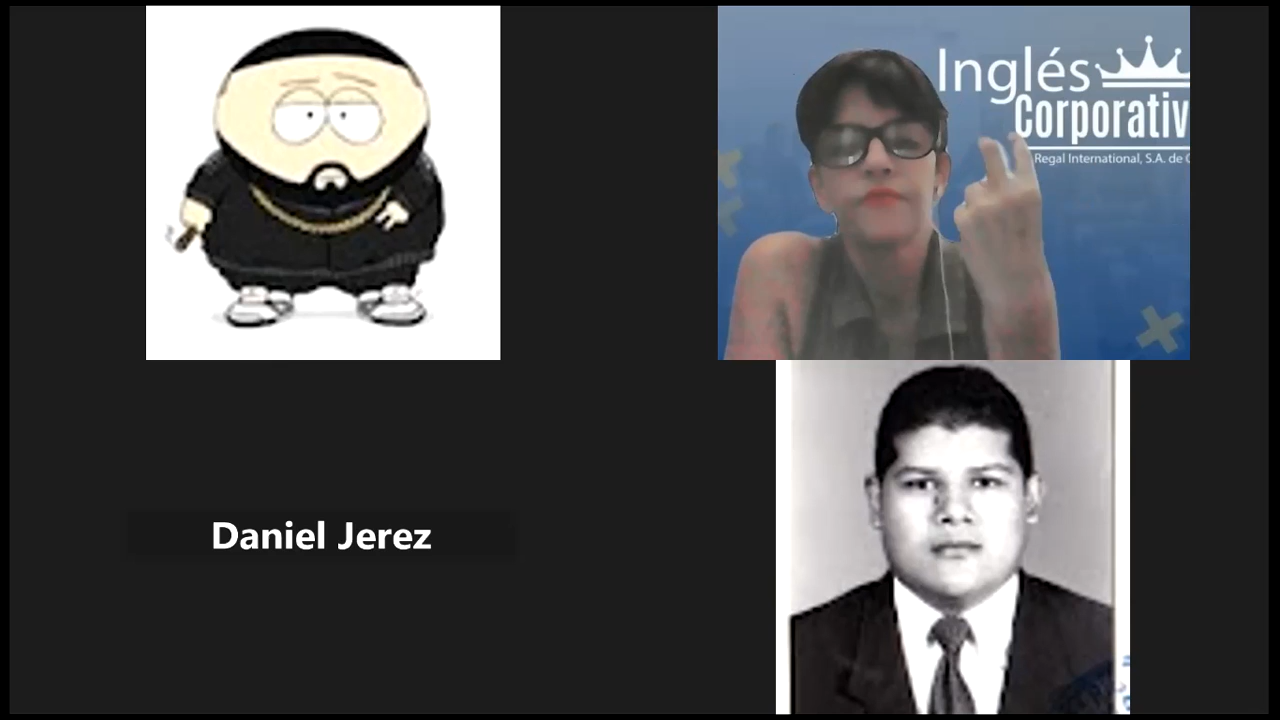 Inglés
Corporativ
Regal International, S.A. de C
Daniel Jerez